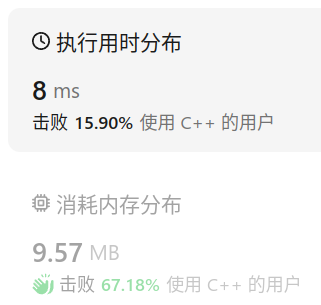 执行用时分布
8 ms
击败 15.90% 使用 C++ 的用户
消耗内存分布
9.57 MB
击败 67.18% 使用 C++ 的用户